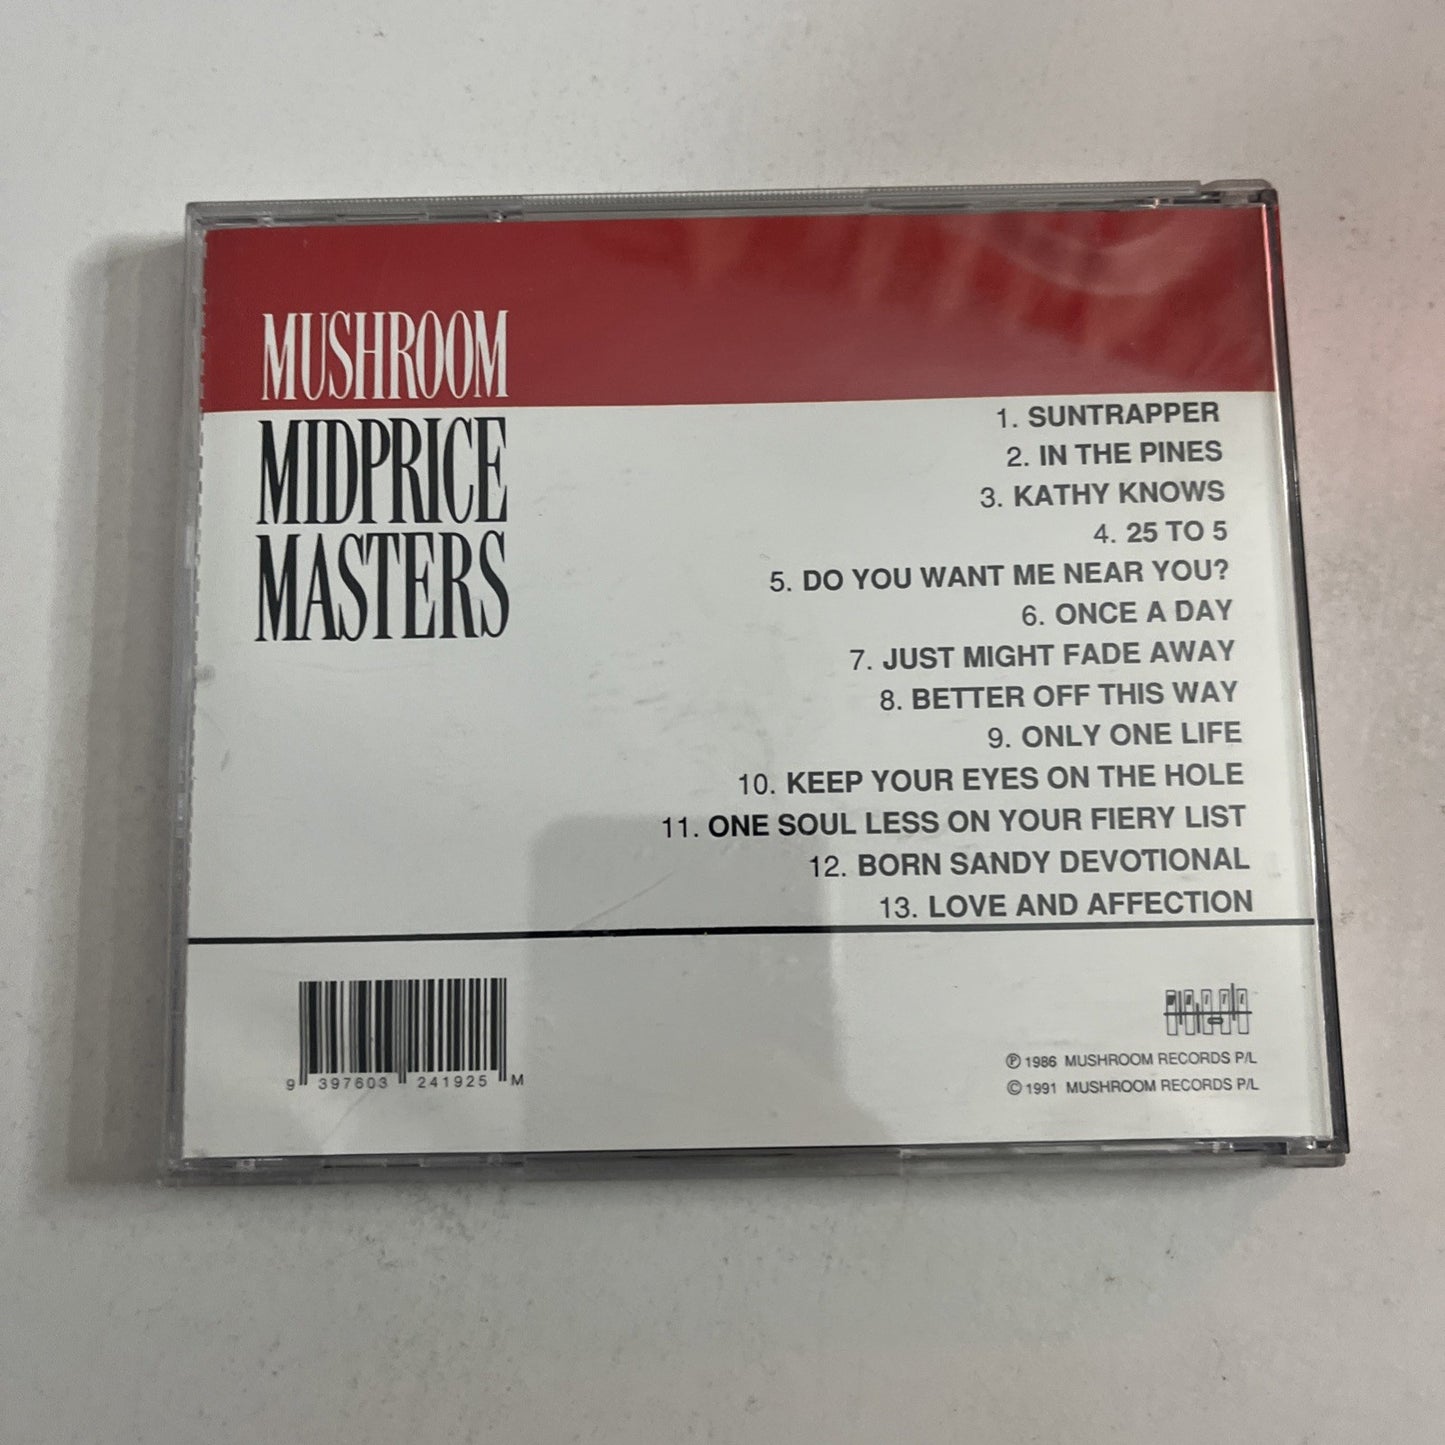 MUSHROOM
MIDPRICE
MASTERS
1. SUNTRAPPER
2. IN THE PINES
3. KATHY KNOWS
4. 25 TO 5
5. DO YOU WANT ME NEAR YOU?
6. ONCE A DAY
7. JUST MIGHT FADE AWAY
8. BETTER OFF THIS WAY
9. ONLY ONE LIFE
10. KEEP YOUR EYES ON THE HOLE
11. ONE SOUL LESS ON YOUR FIERY LIST
12. BORN SANDY DEVOTIONAL
13. LOVE AND AFFECTION
9 397603 241925 M
℗ 1986 MUSHROOM RECORDS P/L
© 1991 MUSHROOM RECORDS P/L